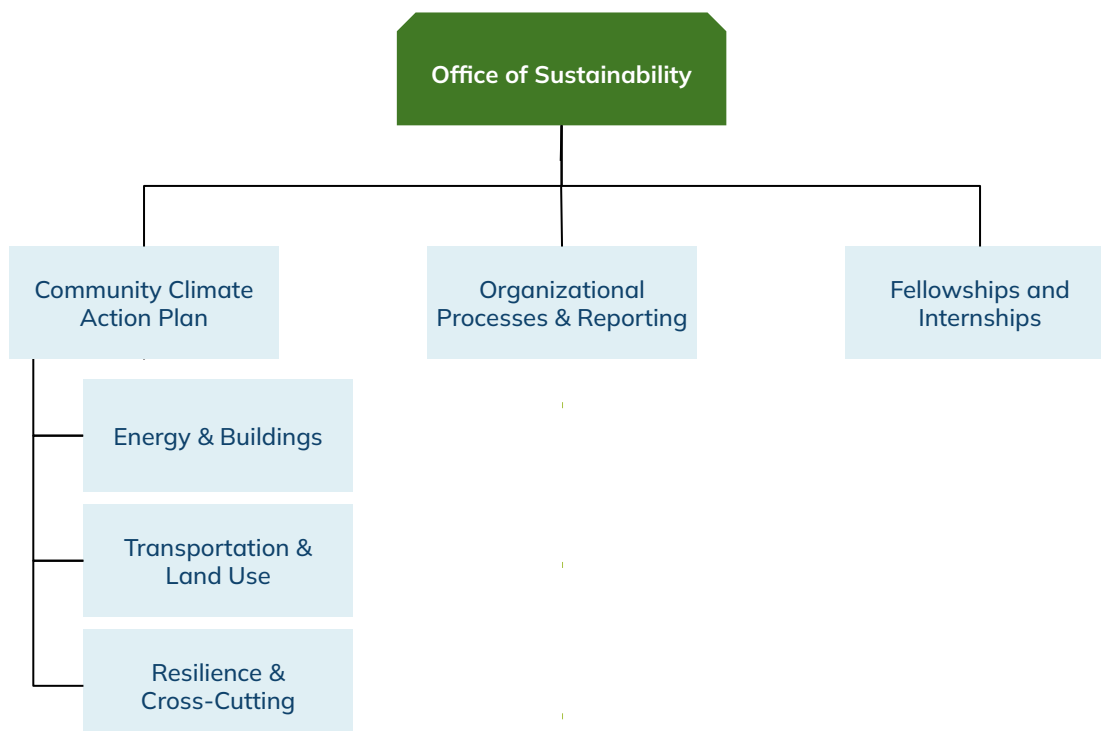 Office of Sustainability
Community Climate
Action Plan
Organizational
Processes & Reporting
Fellowships and
Internships
Energy & Buildings
Transportation &
Land Use
Resilience &
Cross-Cutting